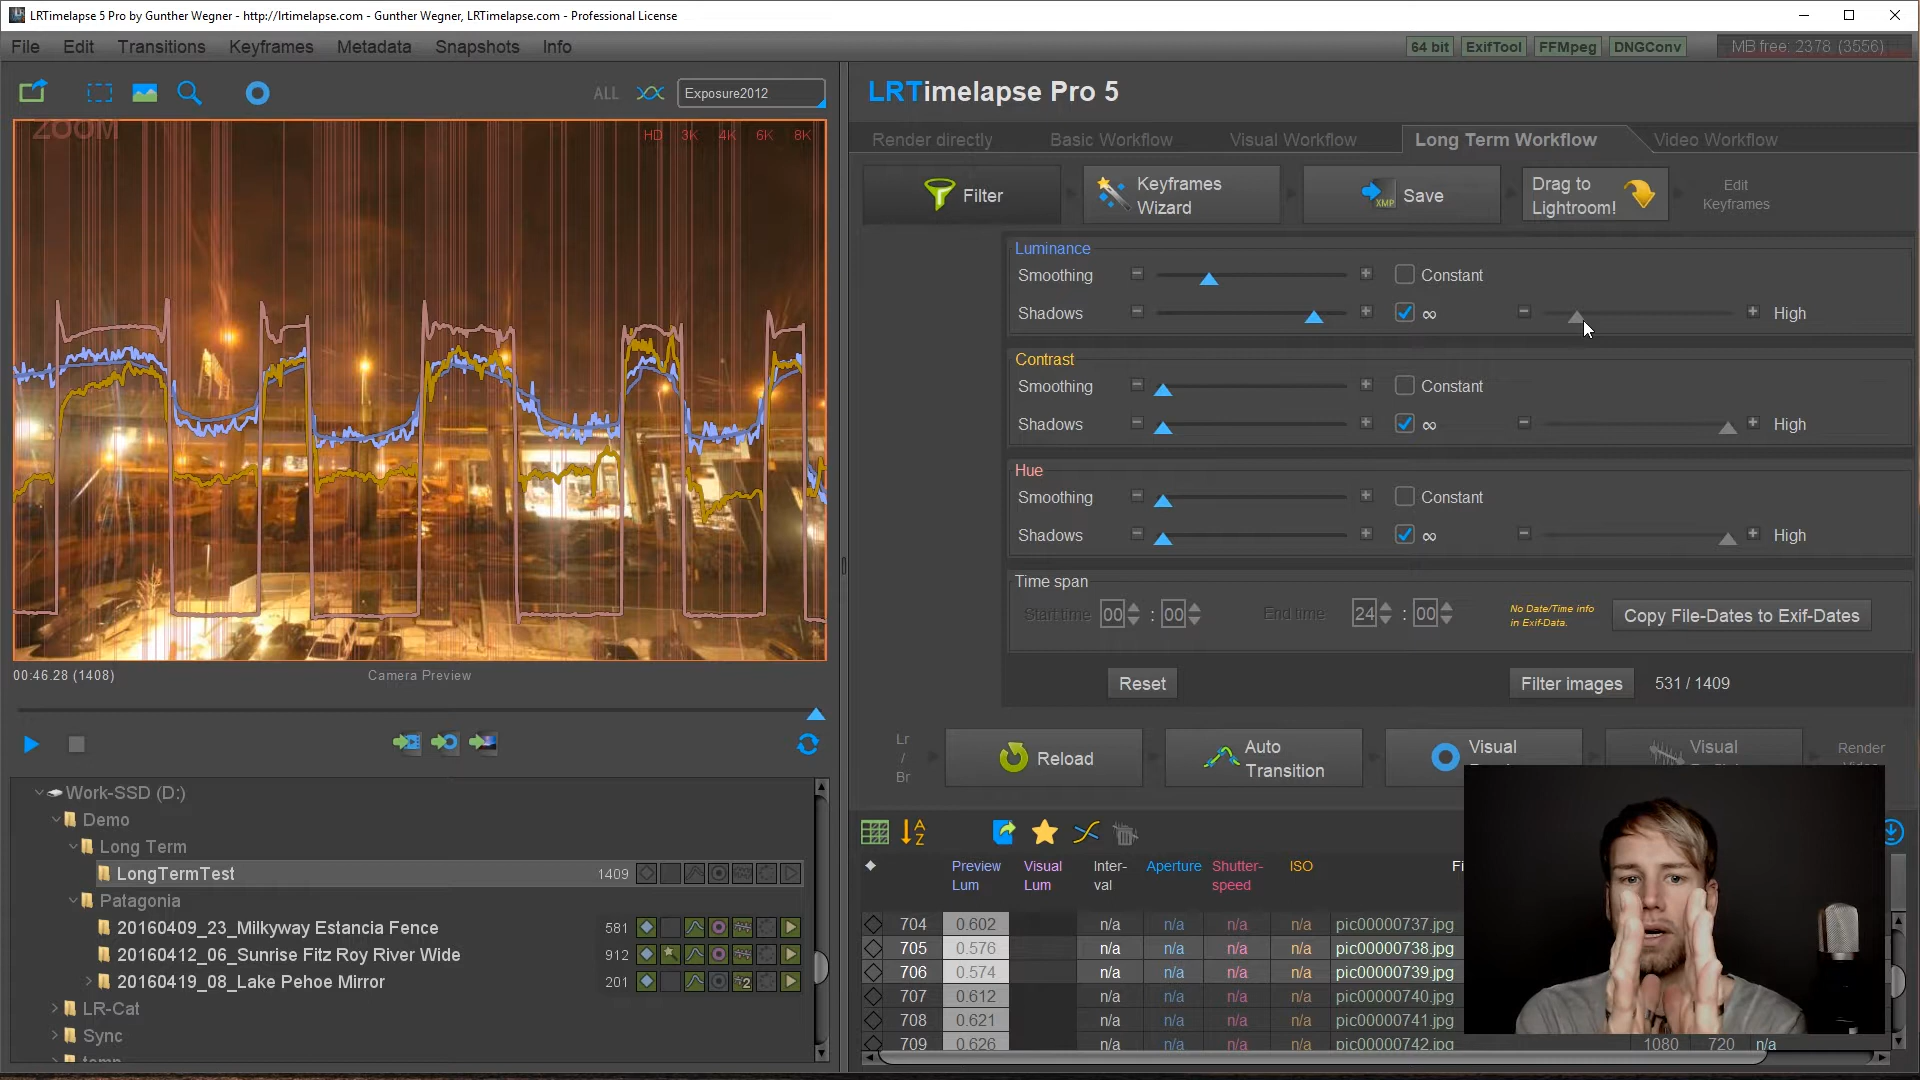 LRTimelapse 5 Pro by Gunther Wegner - http://lrtimelapse.com - Gunther Wegner, LRTimelapse.com - Professional License
File Edit Transitions Keyframes Metadata Snapshots Info
64 bit ExifTool FFMpeg DNGConv MB free: 2378 (3556)
ALL Exposure2012
ZOOM HD 3K 4K 6K 8K
00:46.28 (1408) Camera Preview
Work-SSD (D:)
Demo
Long Term
LongTermTest 1409
Patagonia
20160409_23_Milkyway Estancia Fence 581
20160412_06_Sunrise Fitz Roy River Wide 912
20160419_08_Lake Pehoe Mirror 201
LR-Cat
Sync
temp
LRTimelapse Pro 5
Render directly Basic Workflow Visual Workflow Long Term Workflow Video Workflow
Filter
Keyframes
Wizard
XMP Save
Drag to
Lightroom!
Edit
Keyframes
Luminance
Smoothing Constant
Shadows ∞ High
Contrast
Smoothing Constant
Shadows ∞ High
Hue
Smoothing Constant
Shadows ∞ High
Time span
Start time 00 : 00 End time 24 : 00
No Date/Time info
in Exif-Data.
Copy File-Dates to Exif-Dates
Reset Filter images 531 / 1409
Lr
/
Br
Reload
Auto
Transition
Visual
Visual
Render
A
Z
Preview
Lum
Visual
Lum
Inter-
val
Aperture
Shutter-
speed
ISO
Fi
704 0.602 n/a n/a n/a n/a pic00000737.jpg
705 0.576 n/a n/a n/a n/a pic00000738.jpg
706 0.574 n/a n/a n/a n/a pic00000739.jpg
707 0.612 n/a n/a n/a n/a pic00000740.jpg
708 0.621 n/a n/a n/a n/a pic00000741.jpg
709 0.626 n/a n/a n/a n/a pic00000742.jpg 1080 720 n/a